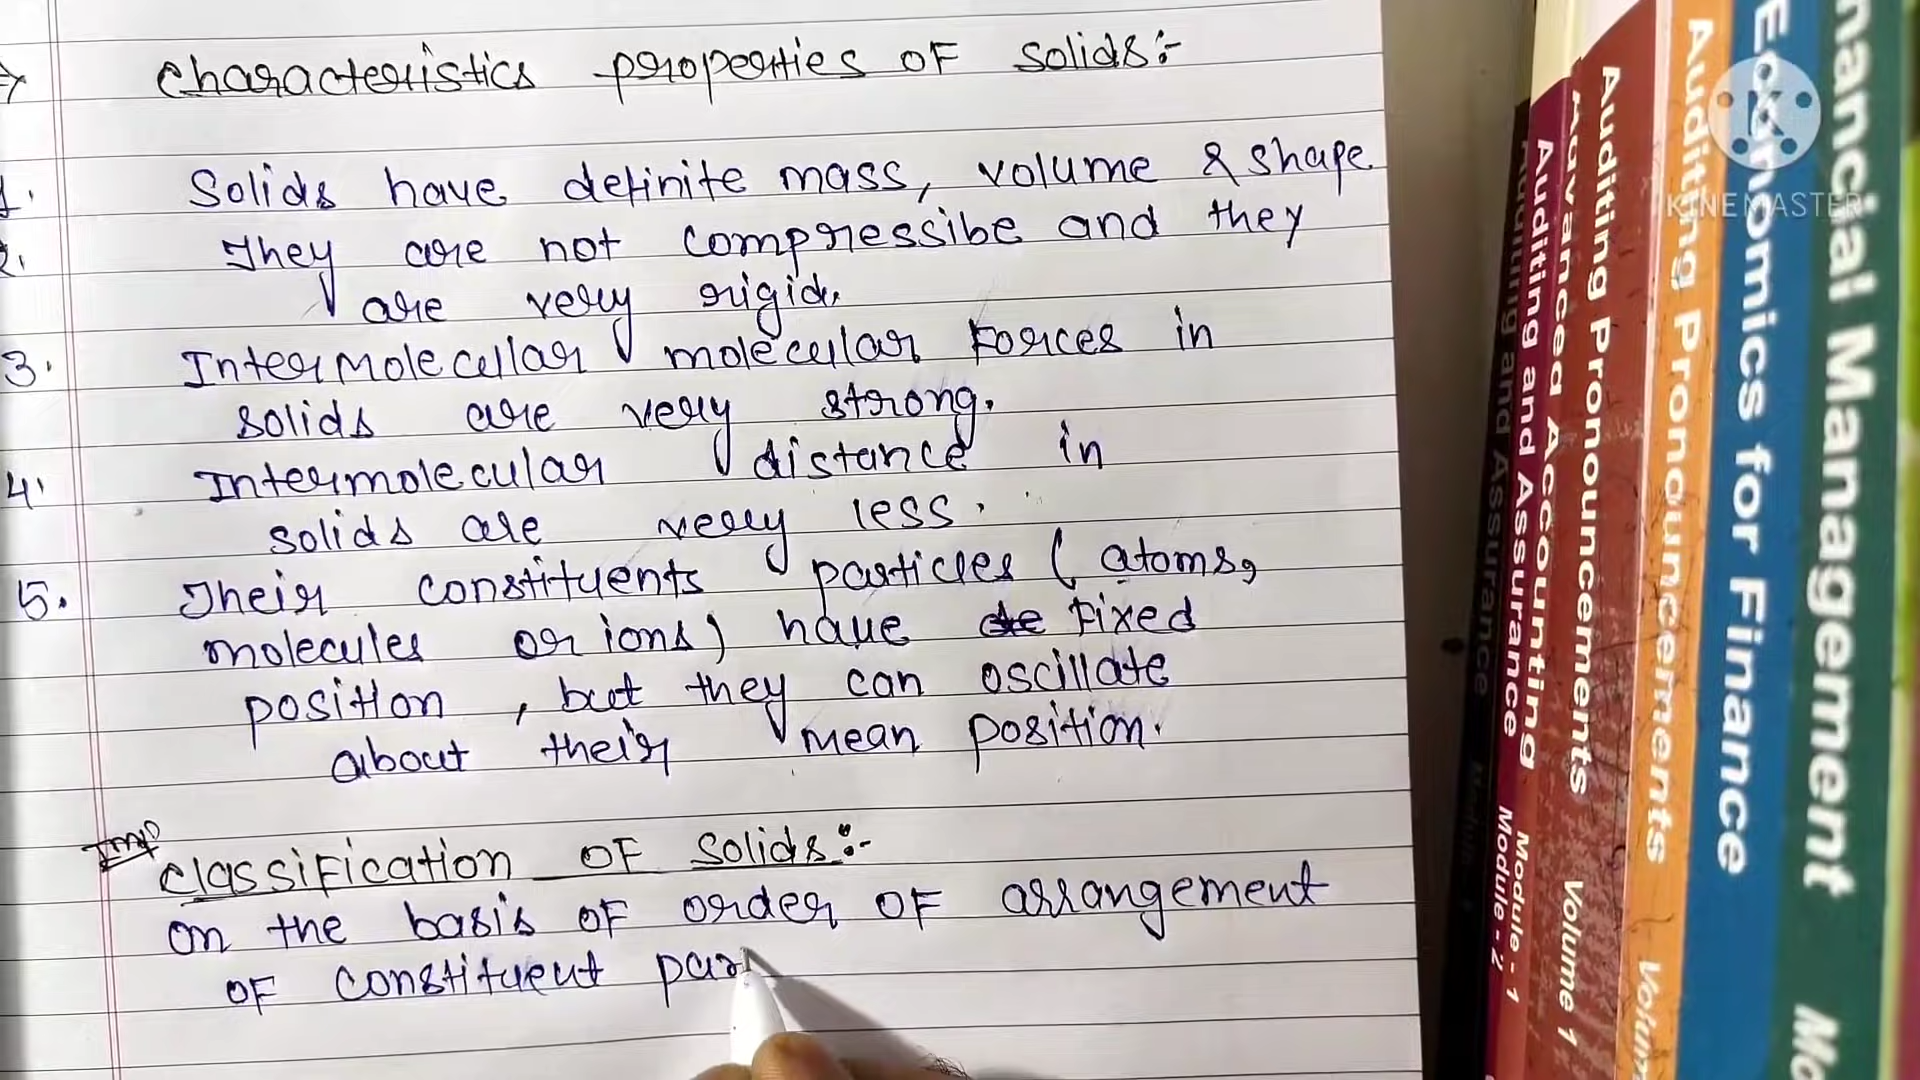 Characteristics properties of solids:-
1. Solids have definite mass, volume & shape
2. They are not compressibe and they
are very rigid.
3. Intermolecular molecular forces in
solids are very strong.
4. Intermolecular distance in
solids are very less.
5. Their constituents particles (atoms,
molecules or ions) have de fixed
position, but they can oscillate
about their mean position.
Imp
Classification of solids:-
on the basis of order of arrangement
of constituent par
Auditing and Assurance
Auditing and Assurance Module - 2
Advanced Accounting Module - 1
Auditing Pronouncements Volume 1
Auditing Pronouncements Volum
Economics for Finance
nancial Management Mo
KINEMASTER